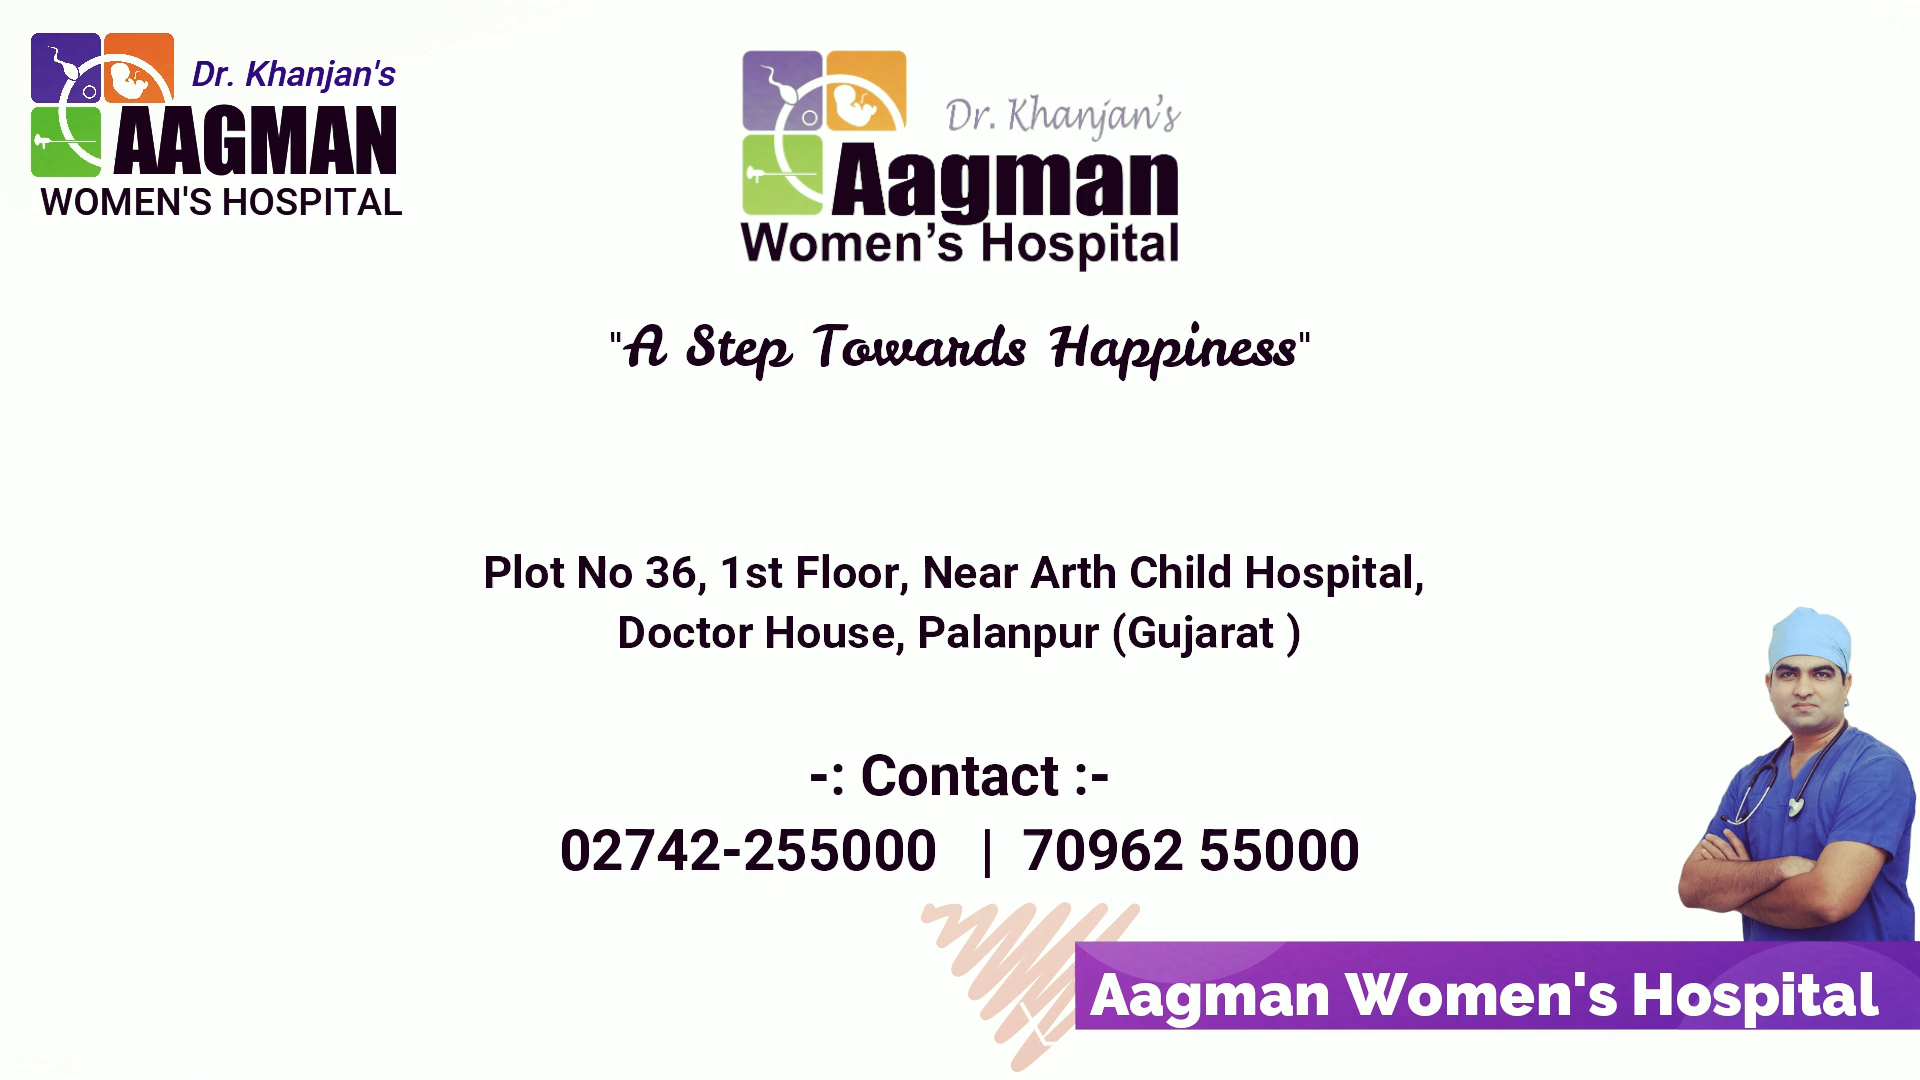 Dr. Khanjan's
AAGMAN
WOMEN'S HOSPITAL
Dr. Khanjan's
Aagman
Women's Hospital
"A Step Towards Happiness"
Plot No 36, 1st Floor, Near Arth Child Hospital,
Doctor House, Palanpur (Gujarat )
-: Contact :-
02742-255000 | 70962 55000
Aagman Women's Hospital